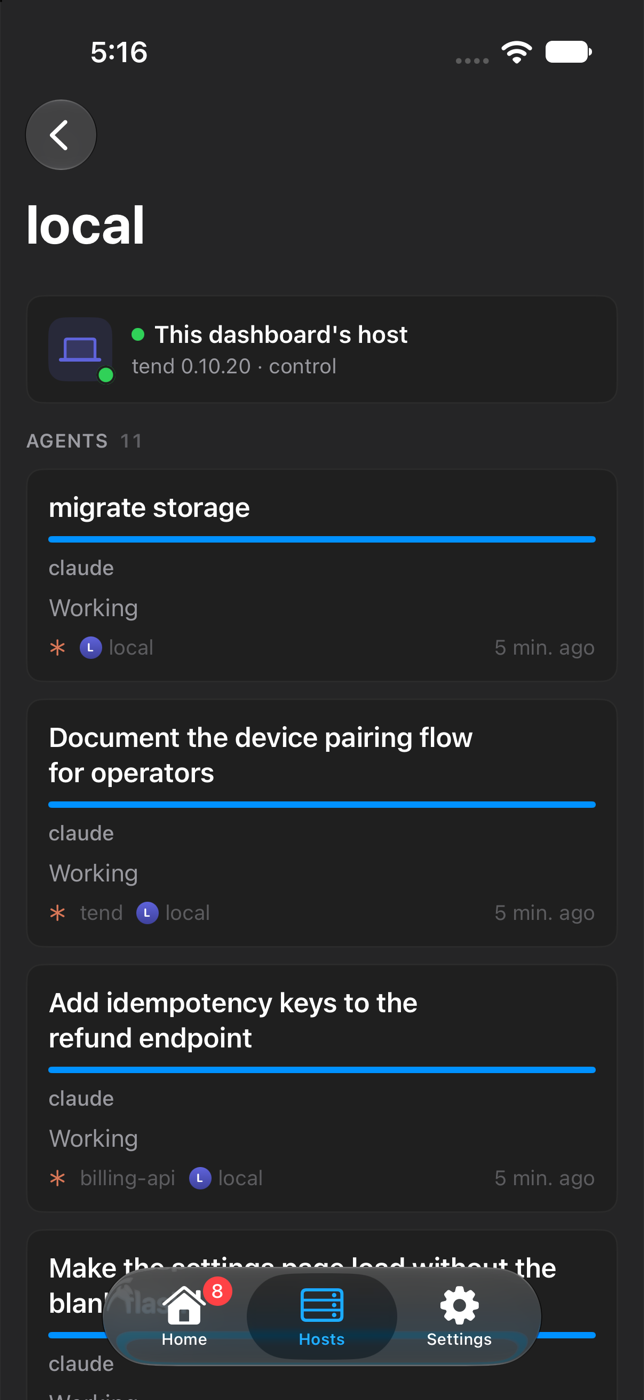 5:16
local
This dashboard's host
tend 0.10.20 · control
AGENTS 11
migrate storage
claude
Working
L local
5 min. ago
Document the device pairing flow
for operators
claude
Working
tend L local
5 min. ago
Add idempotency keys to the
refund endpoint
claude
Working
billing-api L local
5 min. ago
Make the settings page load without the
blank flash
claude
Working
8
Home
Hosts
Settings